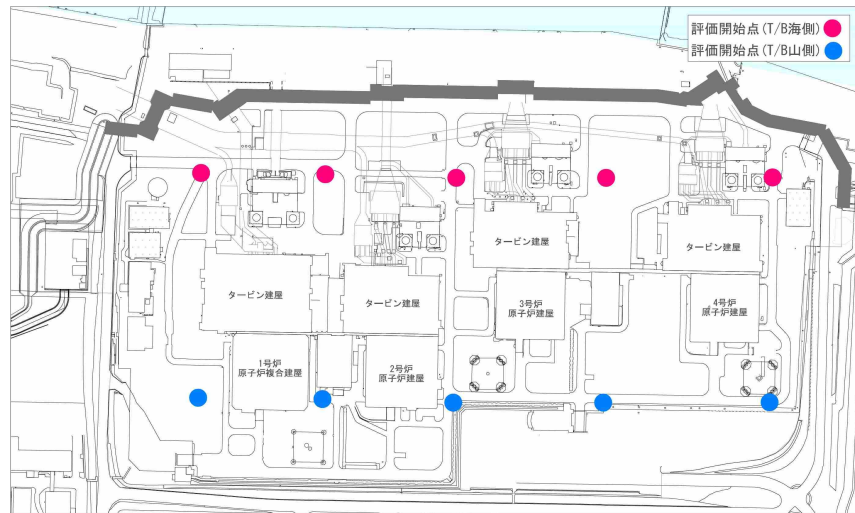 評価開始点(T/B海側)
評価開始点(T/B山側)
タービン建屋
タービン建屋
タービン建屋
タービン建屋
3号炉
原子炉建屋
4号炉
原子炉建屋
1号炉
原子炉複合建屋
2号炉
原子炉建屋